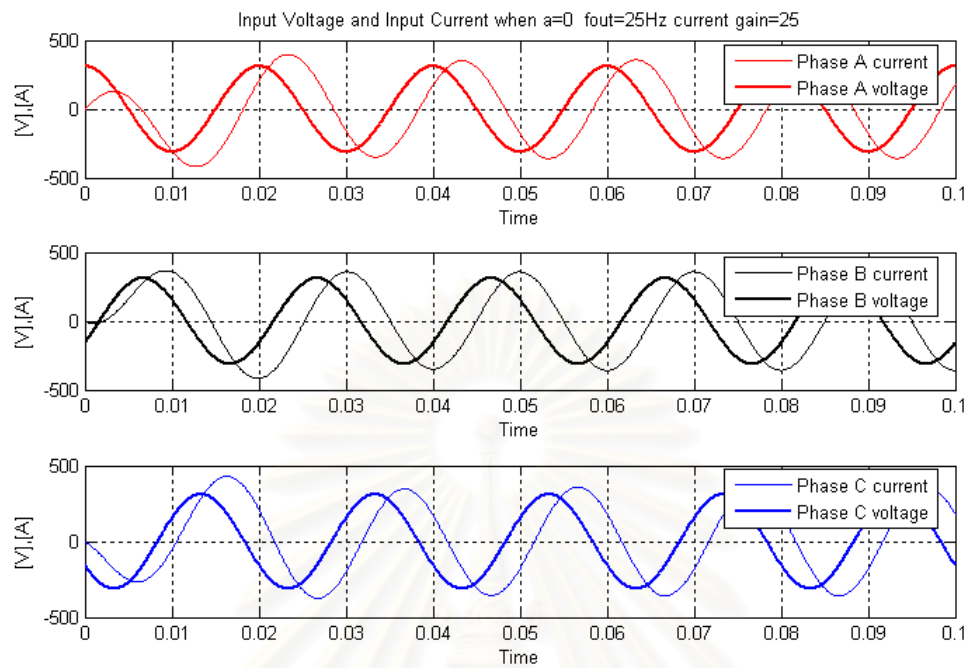 Input Voltage and Input Current when a=0 fout=25Hz current gain=25
500
0
-500
[V],[A]
Phase A current
Phase A voltage
0 0.01 0.02 0.03 0.04 0.05 0.06 0.07 0.08 0.09 0.1
Time
500
0
-500
[V],[A]
Phase B current
Phase B voltage
0 0.01 0.02 0.03 0.04 0.05 0.06 0.07 0.08 0.09 0.1
Time
500
0
-500
[V],[A]
Phase C current
Phase C voltage
0 0.01 0.02 0.03 0.04 0.05 0.06 0.07 0.08 0.09 0.1
Time